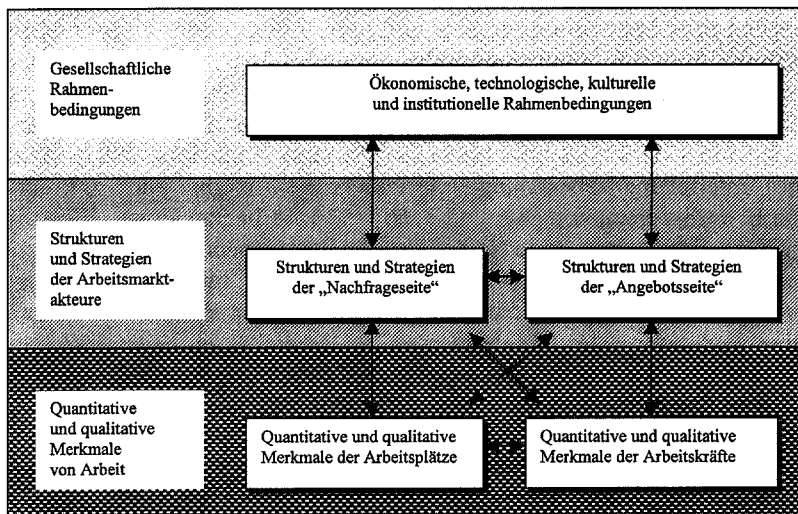 Gesellschaftliche
Rahmen-
bedingungen
Ökonomische, technologische, kulturelle
und institutionelle Rahmenbedingungen
Strukturen
und Strategien
der Arbeitsmarkt-
akteure
Strukturen und Strategien
der „Nachfrageseite“
Strukturen und Strategien
der „Angebotsseite“
Quantitative
und qualitative
Merkmale
von Arbeit
Quantitative und qualitative
Merkmale der Arbeitsplätze
Quantitative und qualitative
Merkmale der Arbeitskräfte